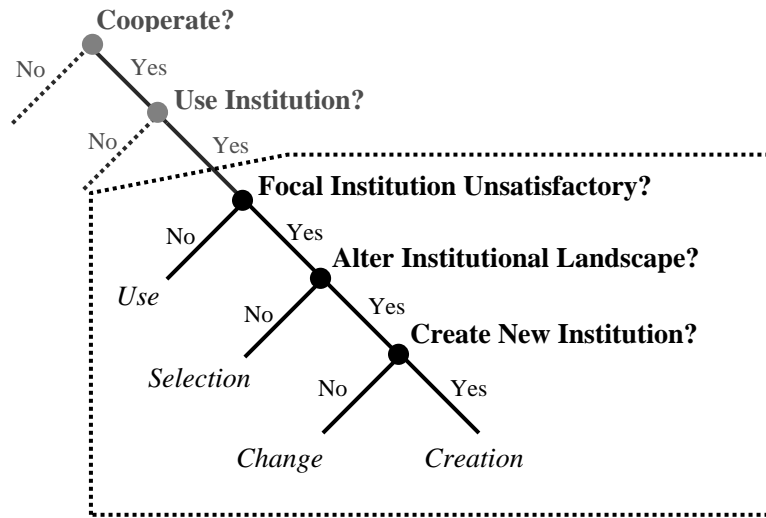 Cooperate?
No
Yes
Use Institution?
No
Yes
Focal Institution Unsatisfactory?
No
Yes
Use
Alter Institutional Landscape?
No
Yes
Selection
Create New Institution?
No
Yes
Change
Creation